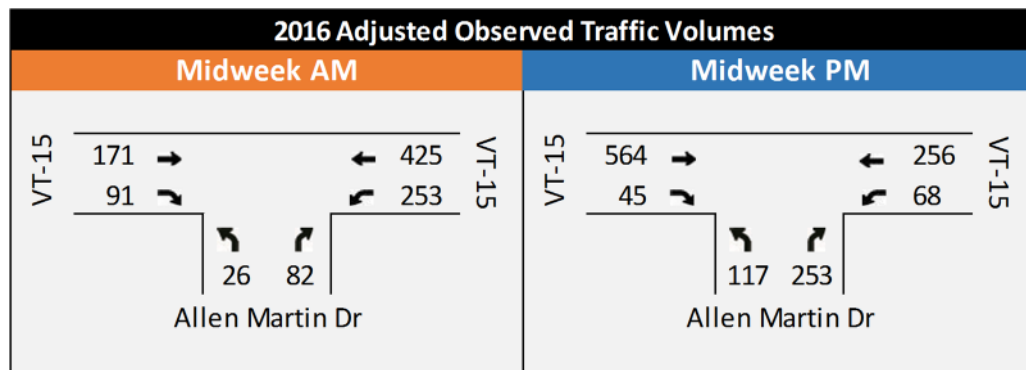 2016 Adjusted Observed Traffic Volumes
Midweek AM
Midweek PM
VT-15
171
425
91
253
VT-15
26 82
Allen Martin Dr
VT-15
564
256
45
68
VT-15
117 253
Allen Martin Dr